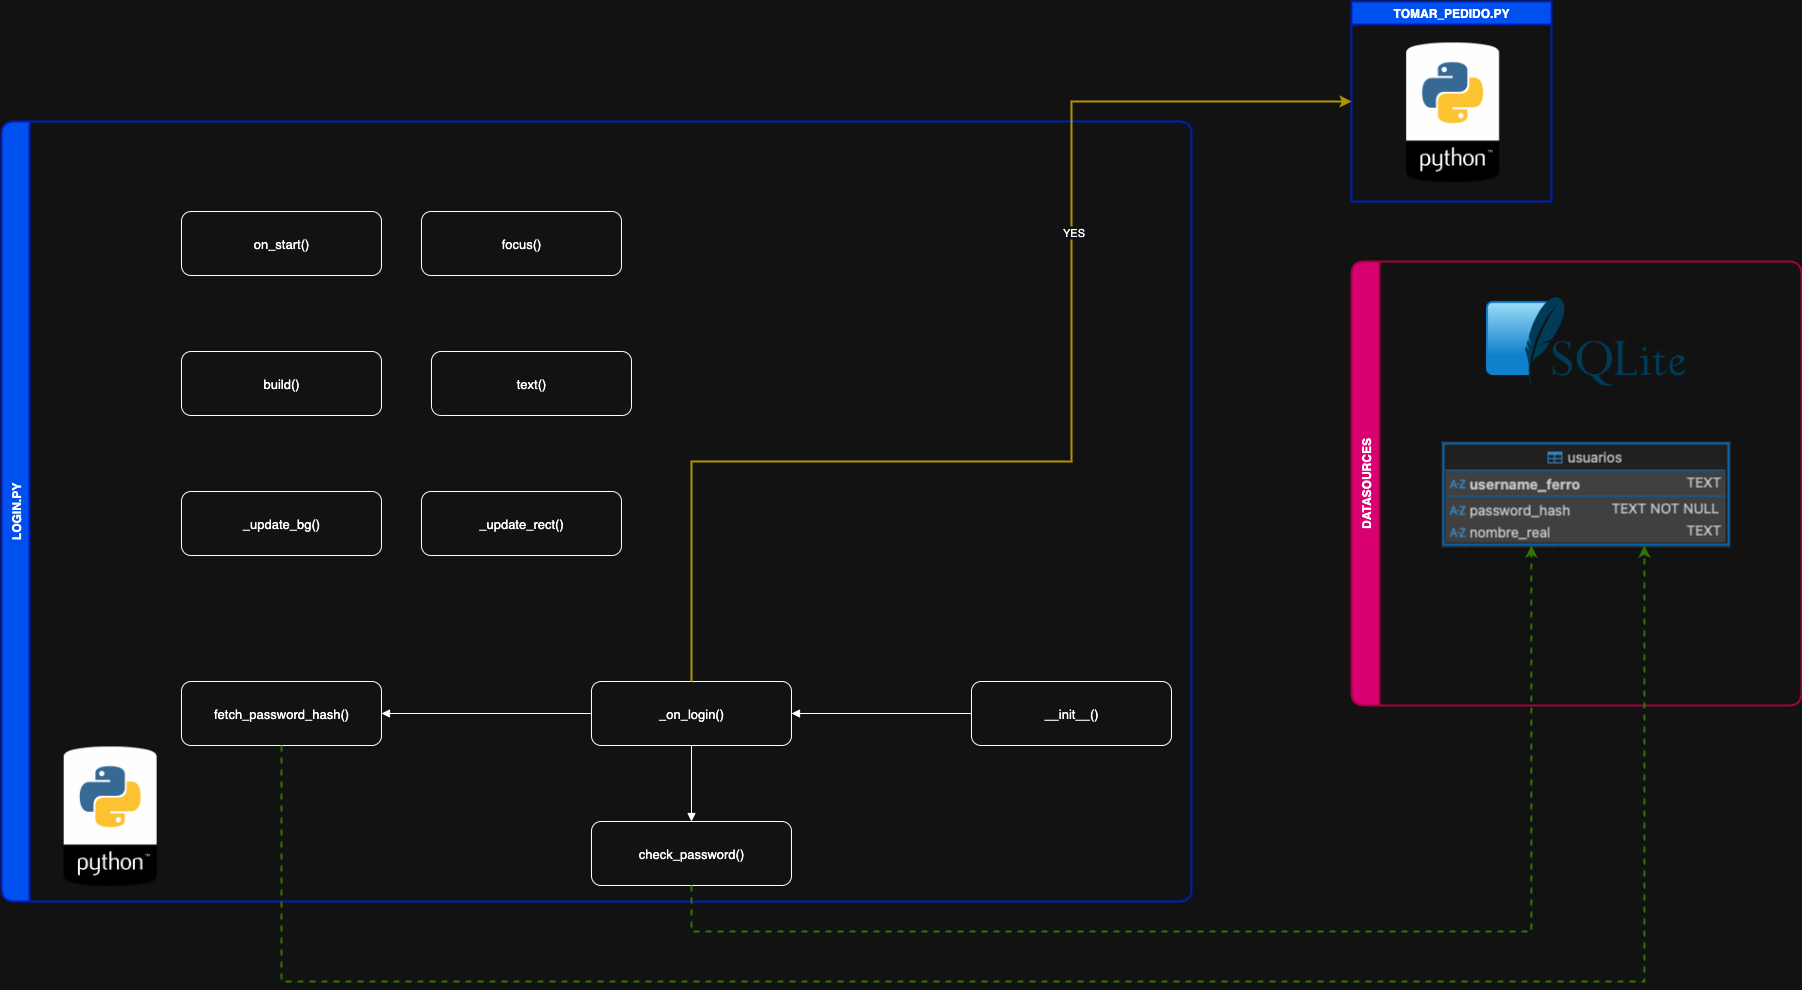 TOMAR_PEDIDO.PY
python™
LOGIN.PY
on_start()
focus()
YES
build()
text()
_update_bg()
_update_rect()
fetch_password_hash()
_on_login()
__init__()
check_password()
python™
DATASOURCES
SQLite
usuarios
A-Z username_ferro TEXT
A-Z password_hash TEXT NOT NULL
A-Z nombre_real TEXT